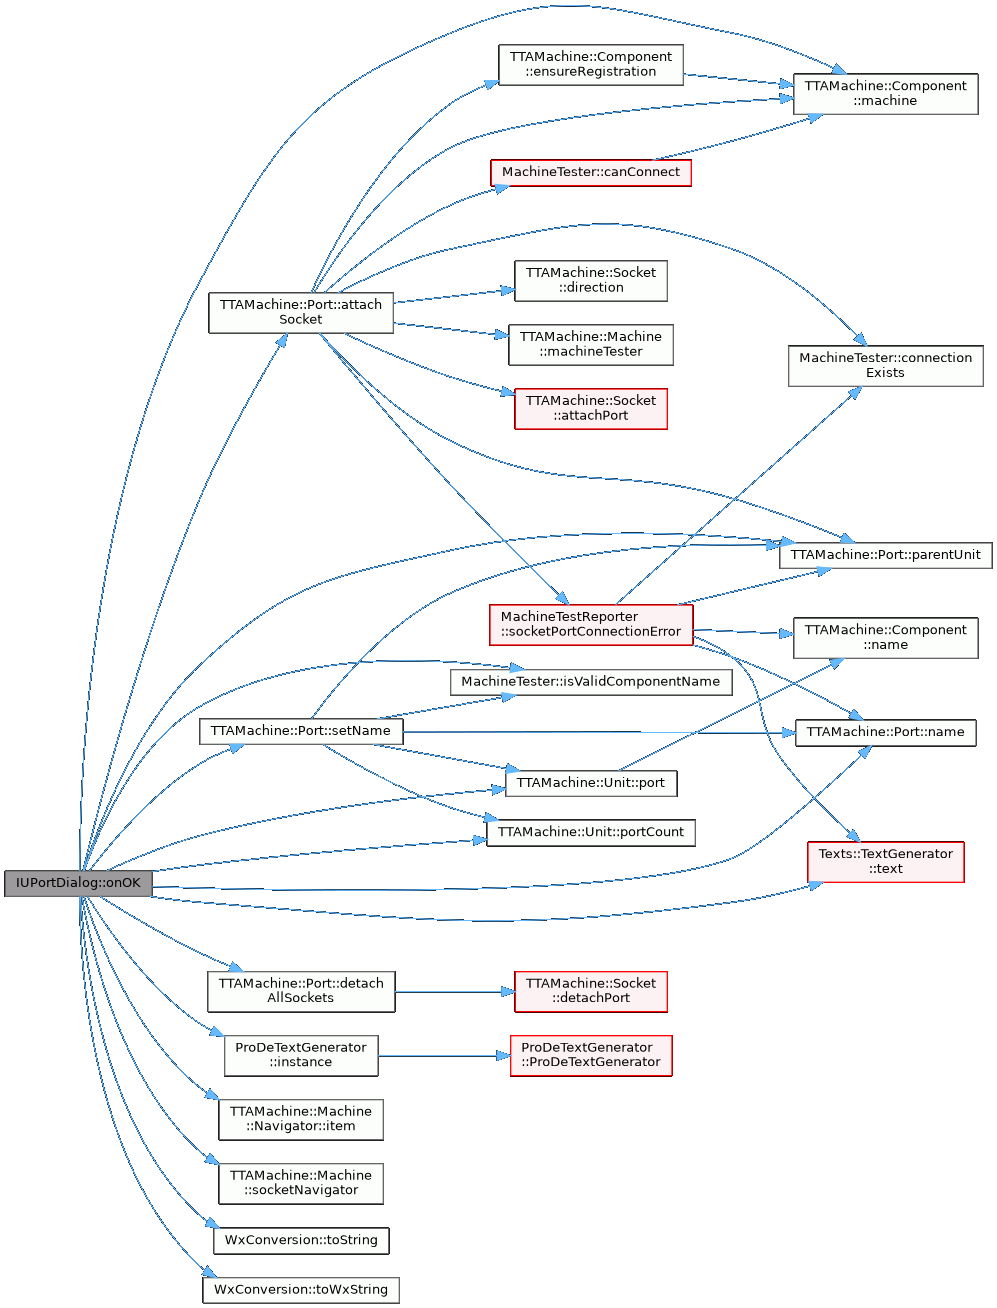 TTAMachine::Component
::ensureRegistration
TTAMachine::Component
::machine
MachineTester::canConnect
TTAMachine::Socket
::direction
TTAMachine::Port::attach
Socket
TTAMachine::Machine
::machineTester
MachineTester::connection
Exists
TTAMachine::Socket
::attachPort
TTAMachine::Port::parentUnit
MachineTestReporter
::socketPortConnectionError
TTAMachine::Component
::name
MachineTester::isValidComponentName
TTAMachine::Port::setName
TTAMachine::Port::name
TTAMachine::Unit::port
TTAMachine::Unit::portCount
Texts::TextGenerator
::text
IUPortDialog::onOK
TTAMachine::Port::detach
AllSockets
TTAMachine::Socket
::detachPort
ProDeTextGenerator
::instance
ProDeTextGenerator
::ProDeTextGenerator
TTAMachine::Machine
::Navigator::item
TTAMachine::Machine
::socketNavigator
WxConversion::toString
WxConversion::toWxString